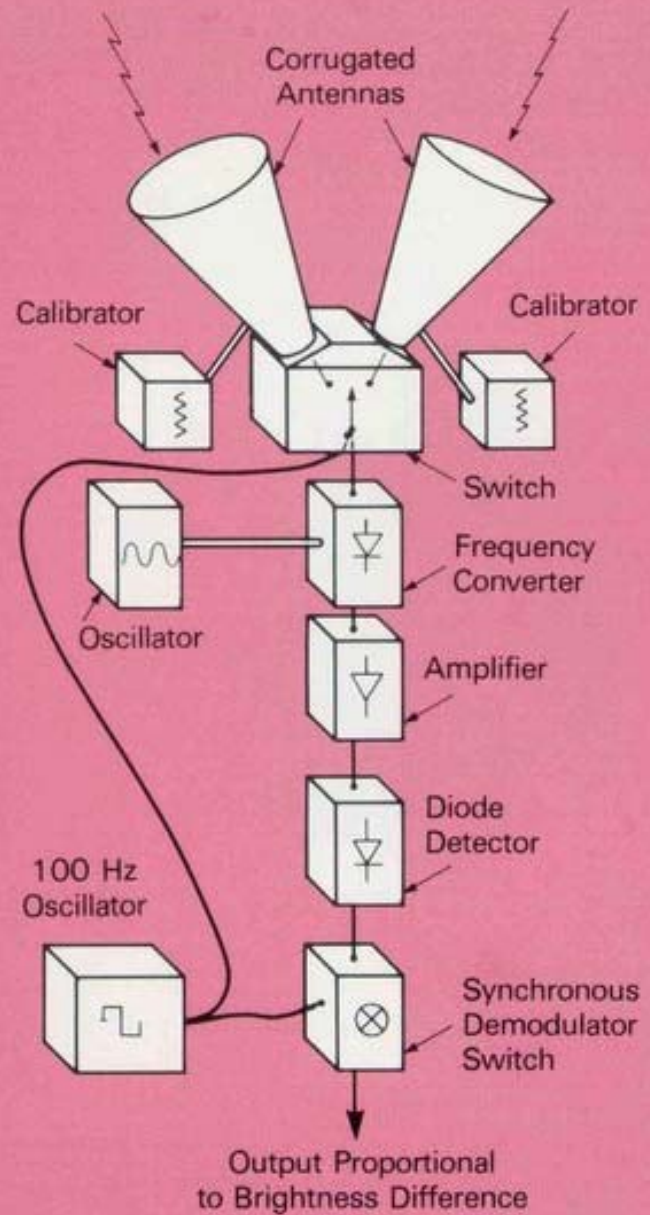 Corrugated
Antennas
Calibrator
Calibrator
Switch
Frequency
Converter
Oscillator
Amplifier
Diode
Detector
100 Hz
Oscillator
Synchronous
Demodulator
Switch
Output Proportional
to Brightness Difference